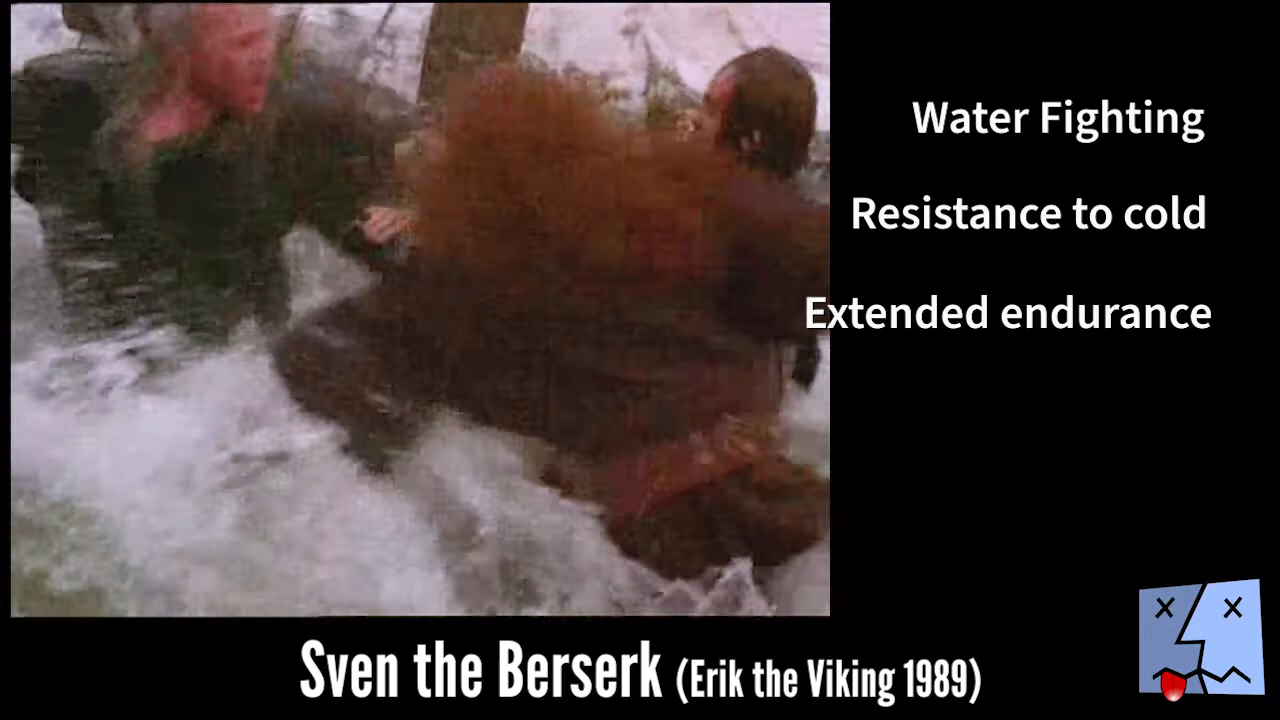 Water Fighting
Resistance to cold
Extended endurance
Sven the Berserk (Erik the Viking 1989)